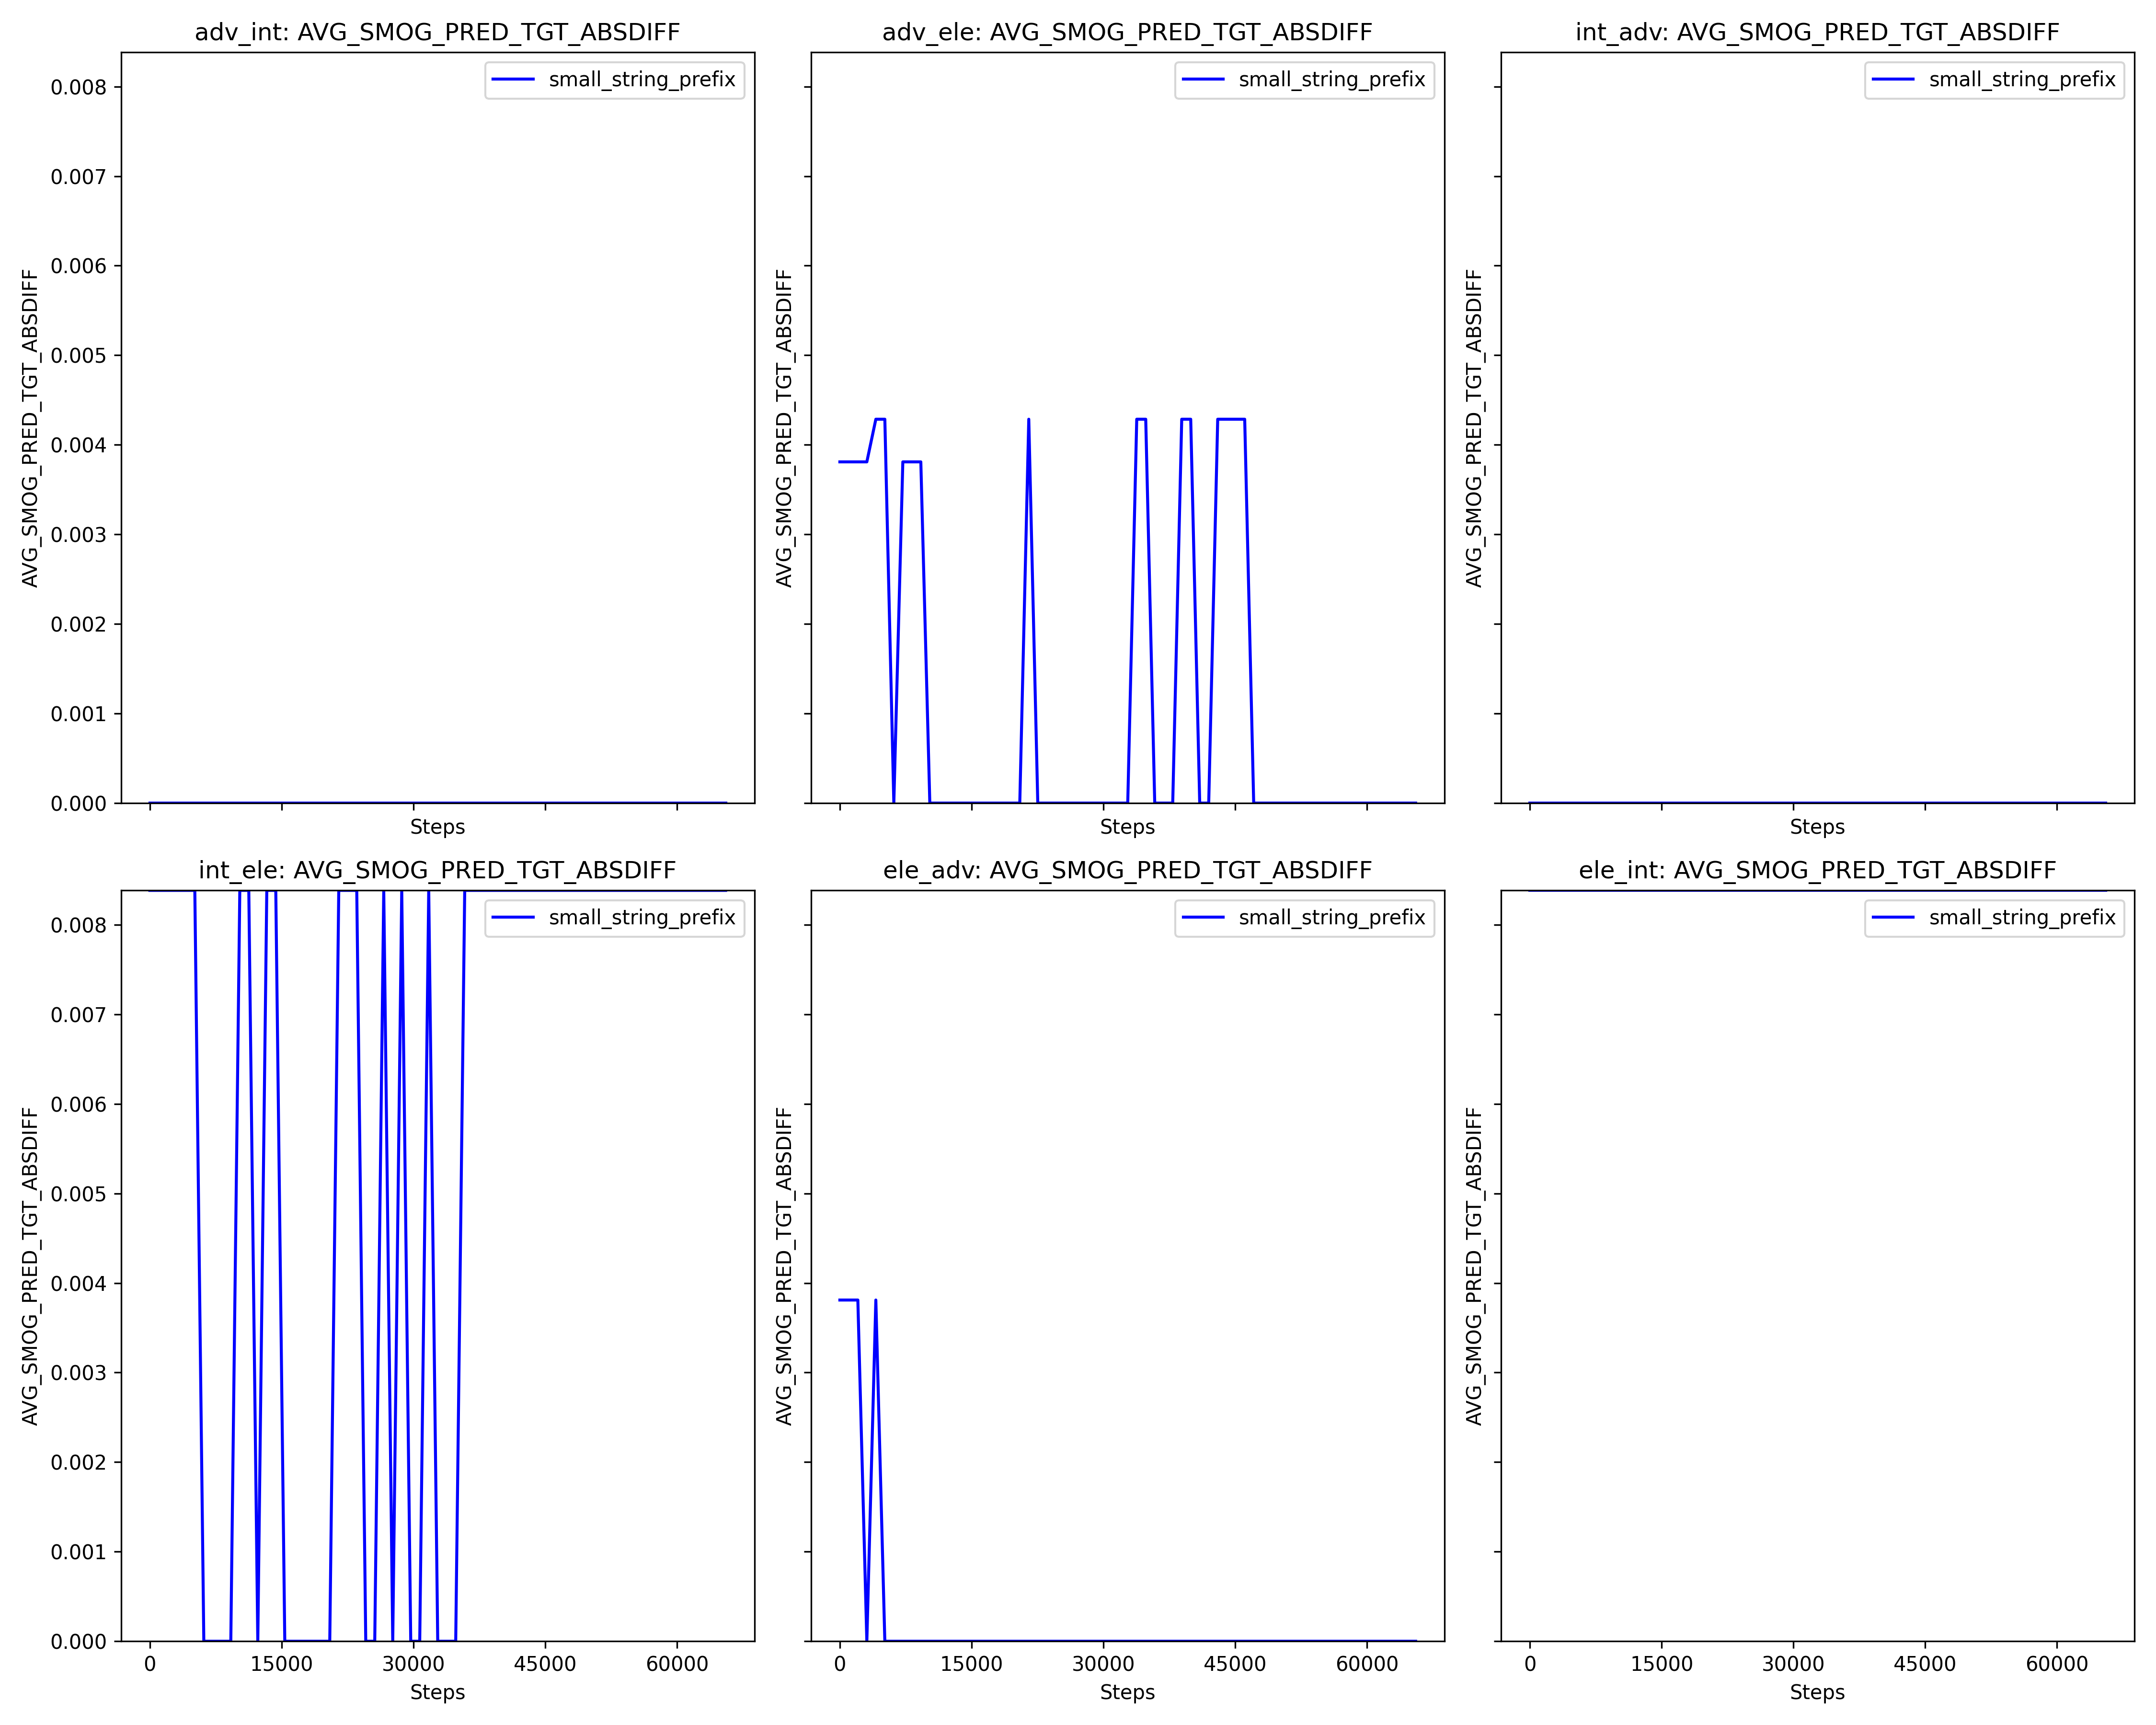 adv_int: AVG_SMOG_PRED_TGT_ABSDIFF
adv_ele: AVG_SMOG_PRED_TGT_ABSDIFF
int_adv: AVG_SMOG_PRED_TGT_ABSDIFF
small_string_prefix
small_string_prefix
small_string_prefix
0.008
0.007
0.006
0.005
0.004
0.003
0.002
0.001
0.000
AVG_SMOG_PRED_TGT_ABSDIFF
AVG_SMOG_PRED_TGT_ABSDIFF
AVG_SMOG_PRED_TGT_ABSDIFF
Steps
Steps
Steps
int_ele: AVG_SMOG_PRED_TGT_ABSDIFF
ele_adv: AVG_SMOG_PRED_TGT_ABSDIFF
ele_int: AVG_SMOG_PRED_TGT_ABSDIFF
small_string_prefix
small_string_prefix
small_string_prefix
0.008
0.007
0.006
0.005
0.004
0.003
0.002
0.001
0.000
AVG_SMOG_PRED_TGT_ABSDIFF
AVG_SMOG_PRED_TGT_ABSDIFF
AVG_SMOG_PRED_TGT_ABSDIFF
0 15000 30000 45000 60000
0 15000 30000 45000 60000
0 15000 30000 45000 60000
Steps
Steps
Steps